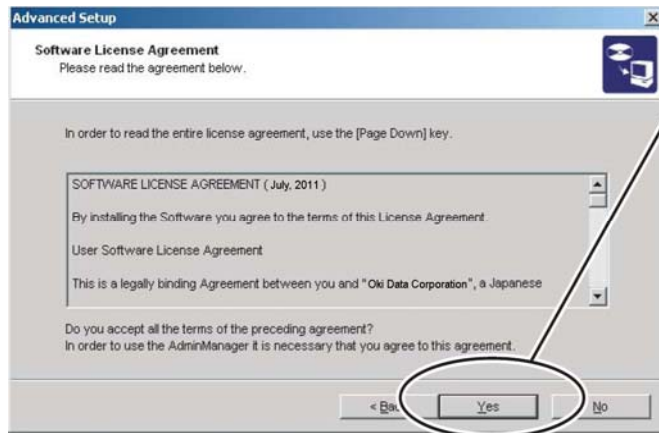 Advanced Setup
Software License Agreement
Please read the agreement below.
In order to read the entire license agreement, use the [Page Down] key.
SOFTWARE LICENSE AGREEMENT ( July, 2011 )
By installing the Software you agree to the terms of this License Agreement.
User Software License Agreement
This is a legally binding Agreement between you and "Oki Data Corporation", a Japanese
Do you accept all the terms of the preceding agreement?
In order to use the AdminManager it is necessary that you agree to this agreement.
< Ba Yes No